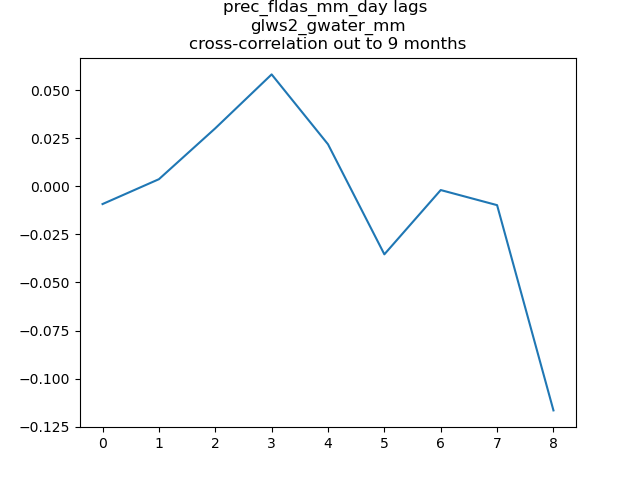 prec_fldas_mm_day lags
glws2_gwater_mm
cross-correlation out to 9 months
0.050
0.025
0.000
−0.025
−0.050
−0.075
−0.100
−0.125
0 1 2 3 4 5 6 7 8